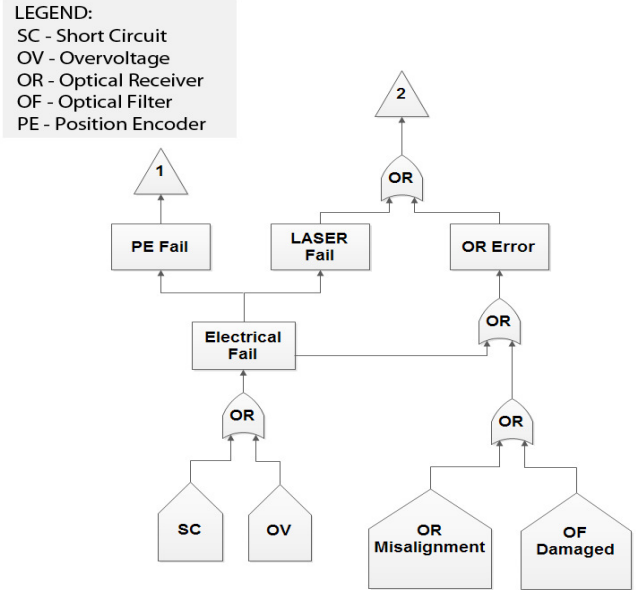 LEGEND:
SC - Short Circuit
OV - Overvoltage
OR - Optical Receiver
OF - Optical Filter
PE - Position Encoder
2
1
OR
PE Fail
LASER
Fail
OR Error
OR
Electrical
Fail
OR
OR
SC
OV
OR
Misalignment
OF
Damaged